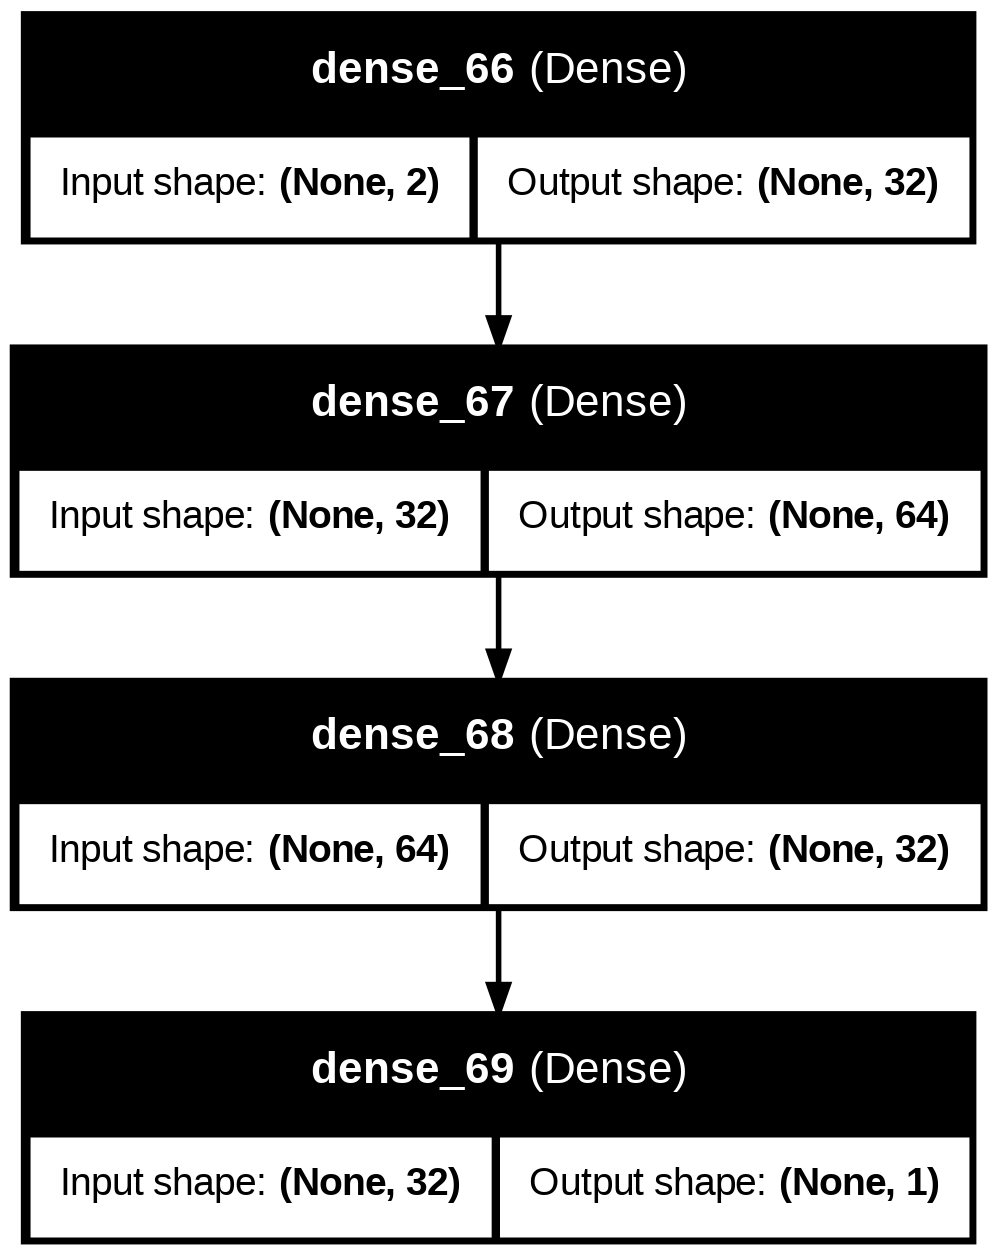 dense_66 (Dense)
Input shape: (None, 2) Output shape: (None, 32)
dense_67 (Dense)
Input shape: (None, 32) Output shape: (None, 64)
dense_68 (Dense)
Input shape: (None, 64) Output shape: (None, 32)
dense_69 (Dense)
Input shape: (None, 32) Output shape: (None, 1)